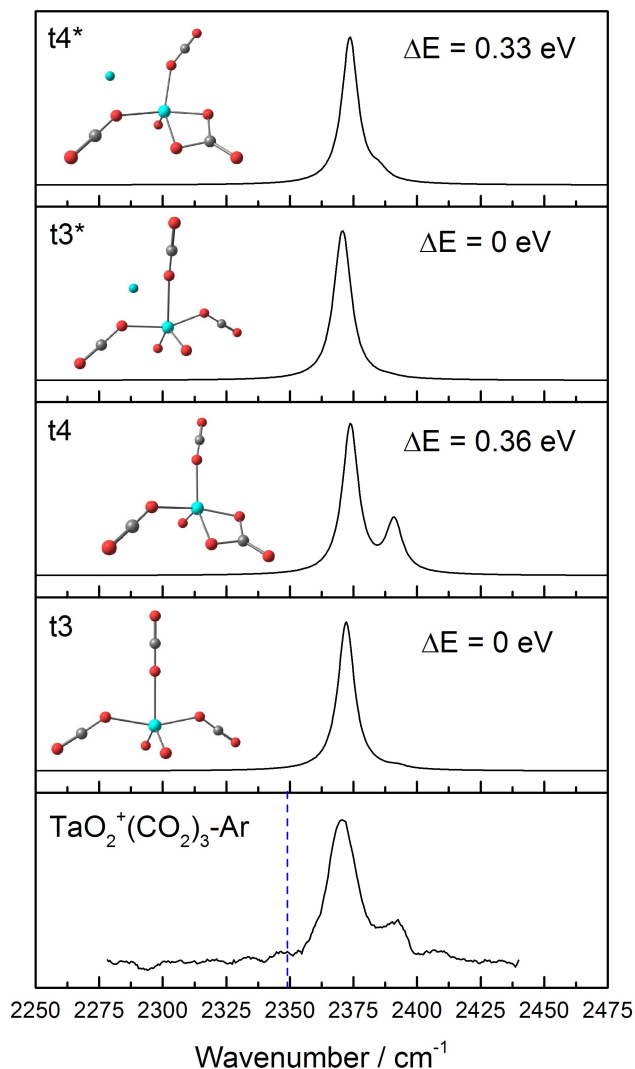 t4*
ΔE = 0.33 eV
t3*
ΔE = 0 eV
t4
ΔE = 0.36 eV
t3
ΔE = 0 eV
TaO₂⁺(CO₂)₃-Ar
2250 2275 2300 2325 2350 2375 2400 2425 2450 2475
Wavenumber / cm⁻¹